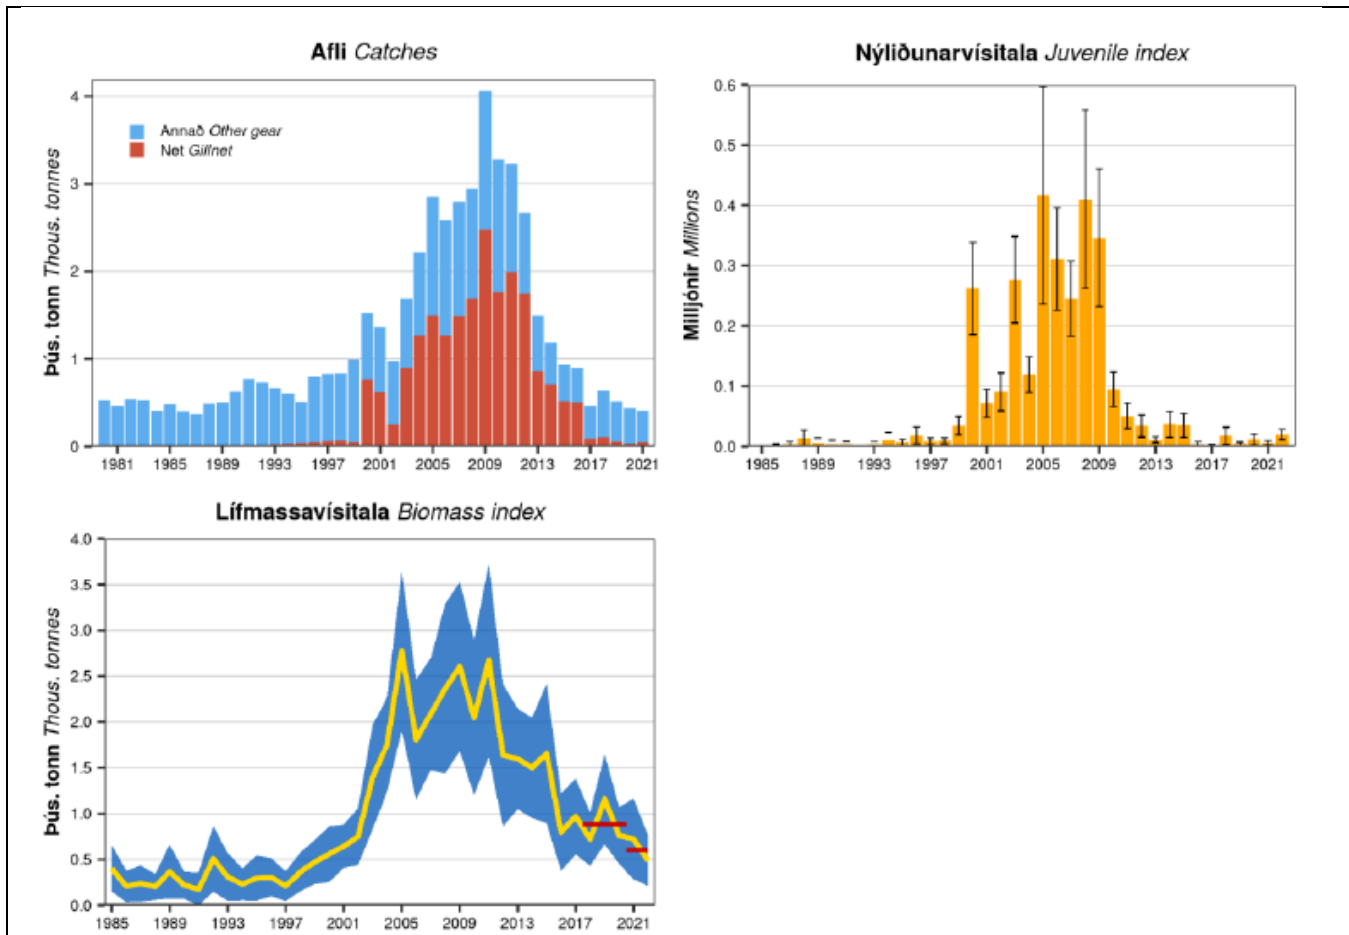 Afli Catches
Þús. tonn Thous. tonnes
4
3
2
1
0
Annað Other gear
Net Gillnet
1981 1985 1989 1993 1997 2001 2005 2009 2013 2017 2021
Nýliðunarvísitala Juvenile index
Milljónir Millions
0.6
0.5
0.4
0.3
0.2
0.1
0.0
1985 1989 1993 1997 2001 2005 2009 2013 2017 2021
Lífmassavísitala Biomass index
Þús. tonn Thous. tonnes
4.0
3.5
3.0
2.5
2.0
1.5
1.0
0.5
0.0
1985 1989 1993 1997 2001 2005 2009 2013 2017 2021